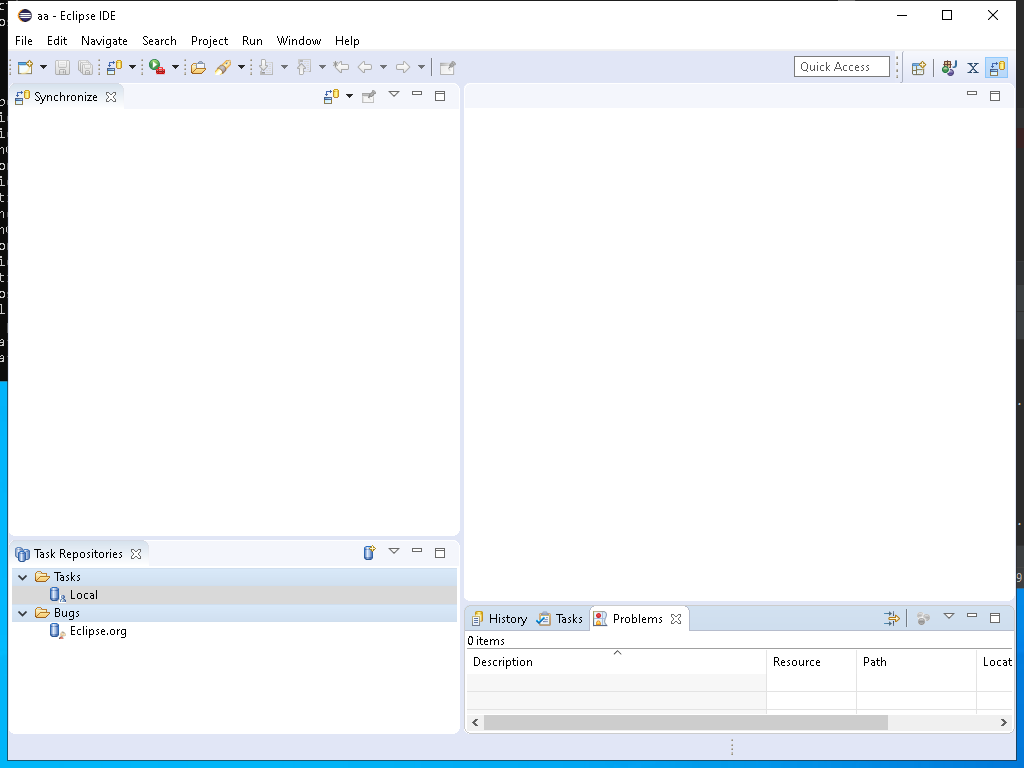 aa - Eclipse IDE
File Edit Navigate Search Project Run Window Help
Quick Access
Synchronize
Task Repositories
Tasks
Local
Bugs
Eclipse.org
History Tasks Problems
0 items
Description Resource Path Locat